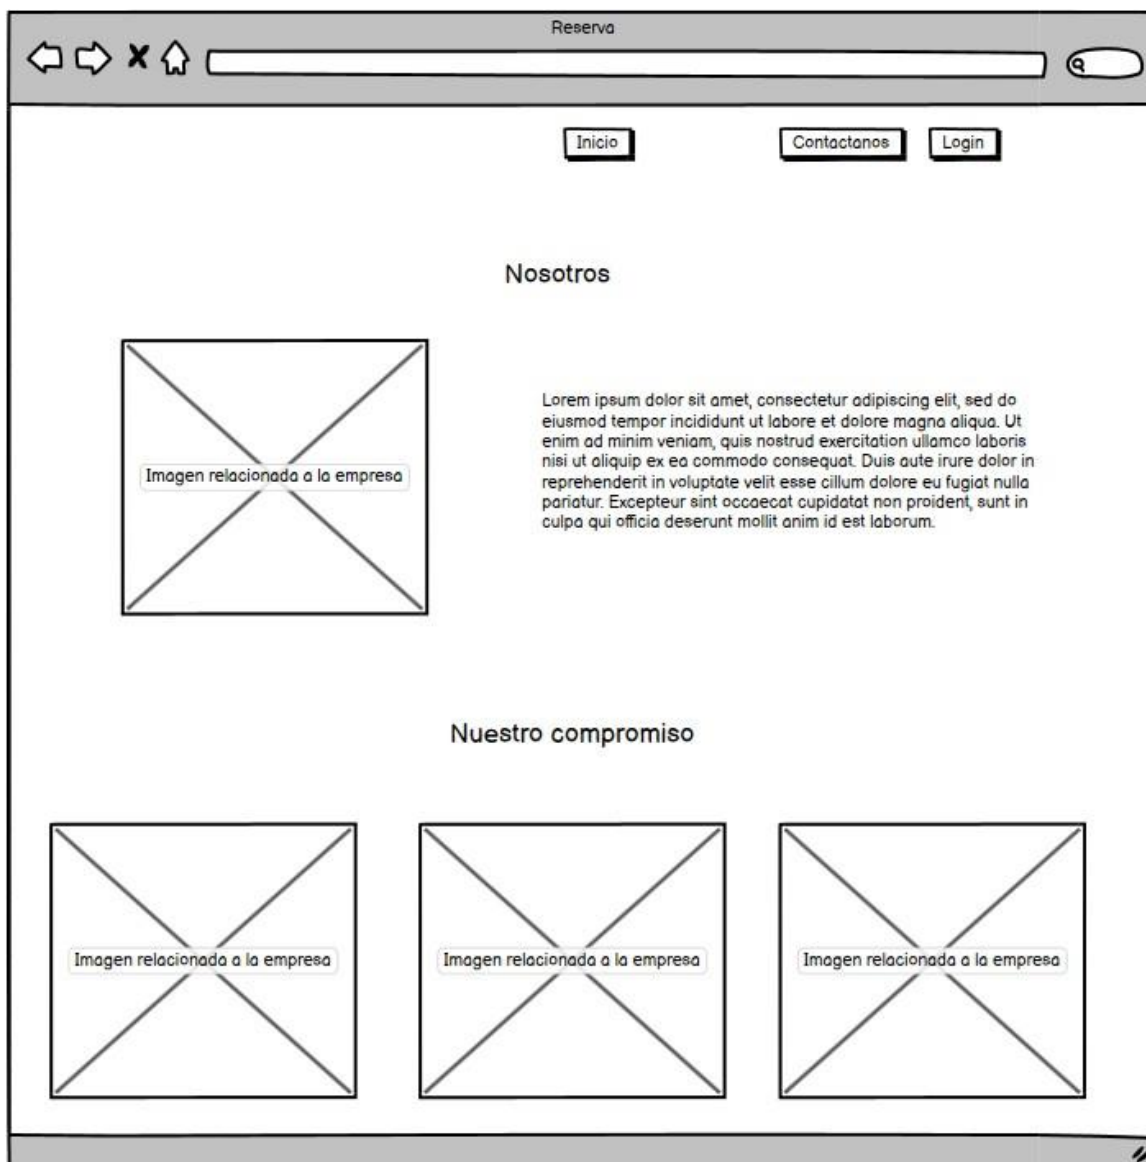 Reserva
Inicio
Contactanos
Login
Nosotros
Imagen relacionada a la empresa
Lorem ipsum dolor sit amet, consectetur adipiscing elit, sed do
eiusmod tempor incididunt ut labore et dolore magna aliqua. Ut
enim ad minim veniam, quis nostrud exercitation ullamco laboris
nisi ut aliquip ex ea commodo consequat. Duis aute irure dolor in
reprehenderit in voluptate velit esse cillum dolore eu fugiat nulla
pariatur. Excepteur sint occaecat cupidatat non proident, sunt in
culpa qui officia deserunt mollit anim id est laborum.
Nuestro compromiso
Imagen relacionada a la empresa
Imagen relacionada a la empresa
Imagen relacionada a la empresa